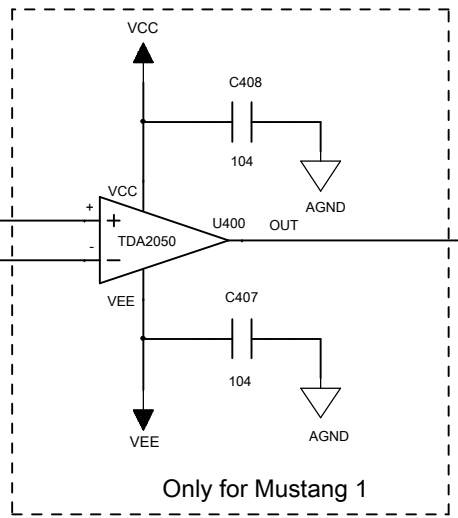 VCC
C408
104
AGND
VCC
+
+
U400
OUT
TDA2050
-
−
VEE
C407
104
AGND
VEE
Only for Mustang 1